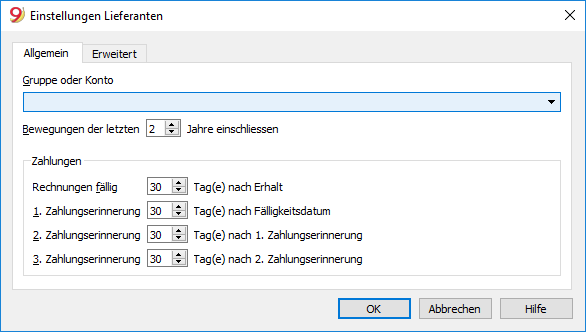 9 Einstellungen Lieferanten
Allgemein Erweitert
Gruppe oder Konto
Bewegungen der letzten 2 Jahre einschliessen
Zahlungen
Rechnungen fällig 30 Tag(e) nach Erhalt
1. Zahlungserinnerung 30 Tag(e) nach Fälligkeitsdatum
2. Zahlungserinnerung 30 Tag(e) nach 1. Zahlungserinnerung
3. Zahlungserinnerung 30 Tag(e) nach 2. Zahlungserinnerung
OK Abbrechen Hilfe